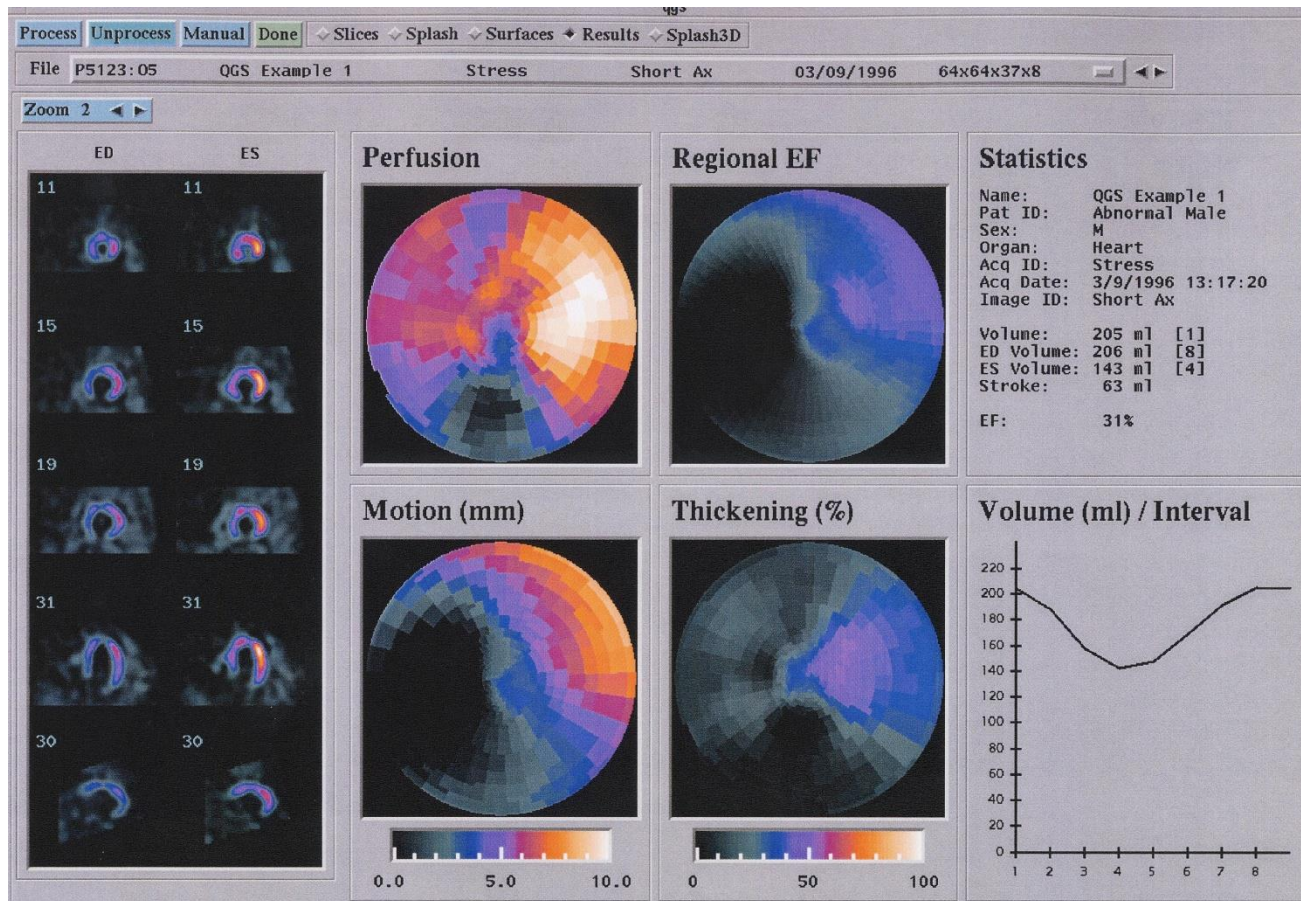 qgs
Process Unprocess Manual Done Slices Splash Surfaces Results Splash3D
File P5123:05 QGS Example 1 Stress Short Ax 03/09/1996 64x64x37x8
Zoom 2
ED ES
11 11
15 15
19 19
31 31
30 30
Perfusion
Regional EF
Statistics
Name: QGS Example 1
Pat ID: Abnormal Male
Sex: M
Organ: Heart
Acq ID: Stress
Acq Date: 3/9/1996 13:17:20
Image ID: Short Ax
Volume: 205 ml [1]
ED Volume: 206 ml [8]
ES Volume: 143 ml [4]
Stroke: 63 ml
EF: 31%
Motion (mm)
0.0 5.0 10.0
Thickening (%)
0 50 100
Volume (ml) / Interval
220
200
180
160
140
120
100
80
60
40
20
0
1 2 3 4 5 6 7 8